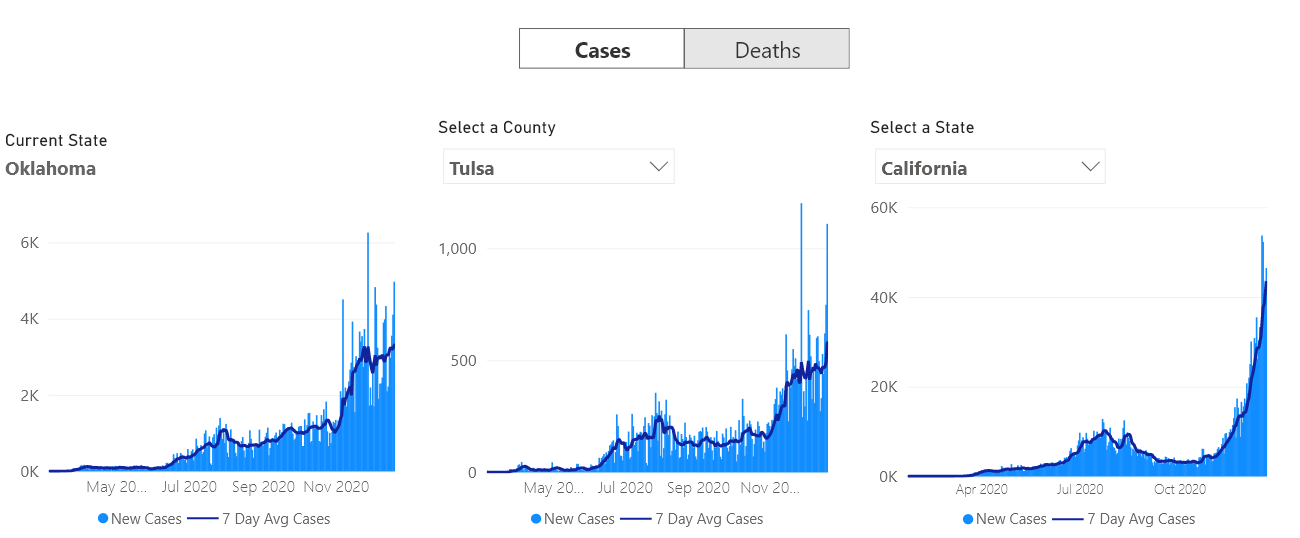 Cases Deaths
Current State
Oklahoma
6K
4K
2K
0K
May 20... Jul 2020 Sep 2020 Nov 2020
New Cases 7 Day Avg Cases
Select a County
Tulsa
1,000
500
0
May 20... Jul 2020 Sep 2020 Nov 20...
New Cases 7 Day Avg Cases
Select a State
California
60K
40K
20K
0K
Apr 2020 Jul 2020 Oct 2020
New Cases 7 Day Avg Cases